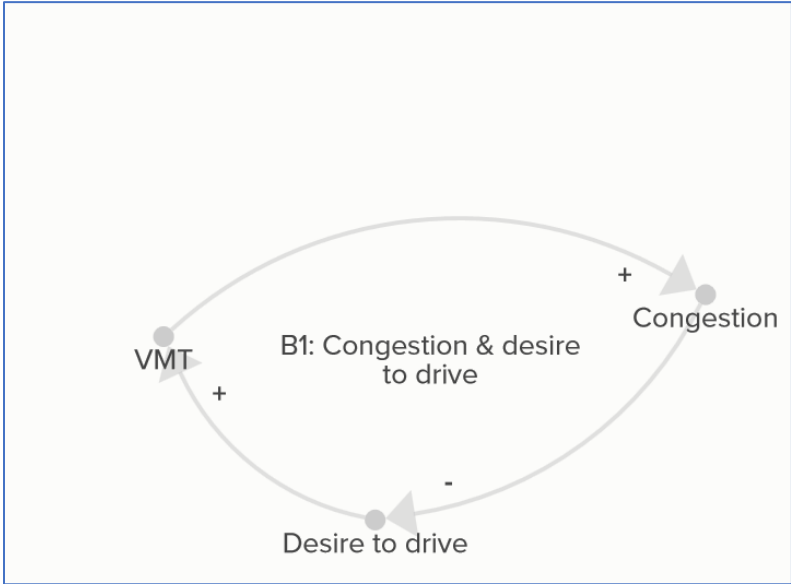 +
Congestion
B1: Congestion & desire
to drive
VMT
+
-
Desire to drive